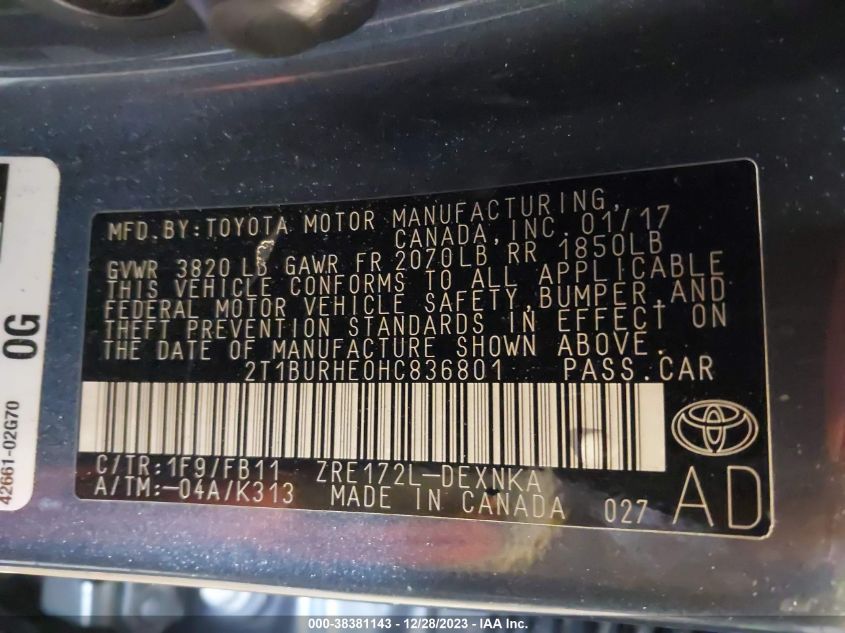 MFD.BY:TOYOTA MOTOR MANUFACTURING,
CANADA,INC. 01/17
GVWR 3820 LB GAWR FR 2070LB RR 1850LB
THIS VEHICLE CONFORMS TO ALL APPLICABLE
FEDERAL MOTOR VEHICLE SAFETY,BUMPER,AND
THEFT PREVENTION STANDARDS IN EFFECT ON
THE DATE OF MANUFACTURE SHOWN ABOVE.
2T1BURHE0HC836801 PASS.CAR
C/TR:1F9/FB11 ZRE172L-DEXNKA
A/TM:-04A/K313 MADE IN CANADA 027 AD
0G
42661-02G70
000-38381143 - 12/28/2023 - IAA Inc.